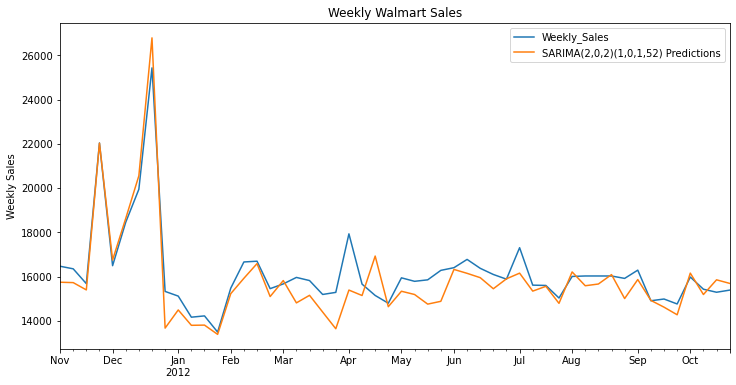 Weekly Walmart Sales
Weekly_Sales
SARIMA(2,0,2)(1,0,1,52) Predictions
26000
24000
22000
20000
18000
16000
14000
Weekly Sales
Nov Dec Jan Feb Mar Apr May Jun Jul Aug Sep Oct
2012